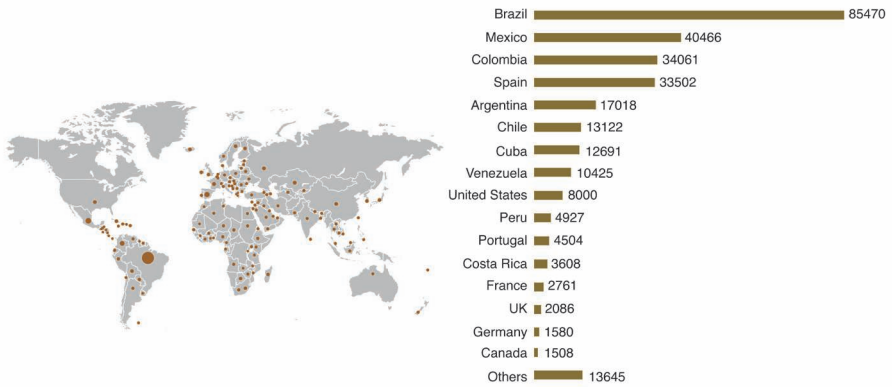 Brazil 85470
Mexico 40466
Colombia 34061
Spain 33502
Argentina 17018
Chile 13122
Cuba 12691
Venezuela 10425
United States 8000
Peru 4927
Portugal 4504
Costa Rica 3608
France 2761
UK 2086
Germany 1580
Canada 1508
Others 13645